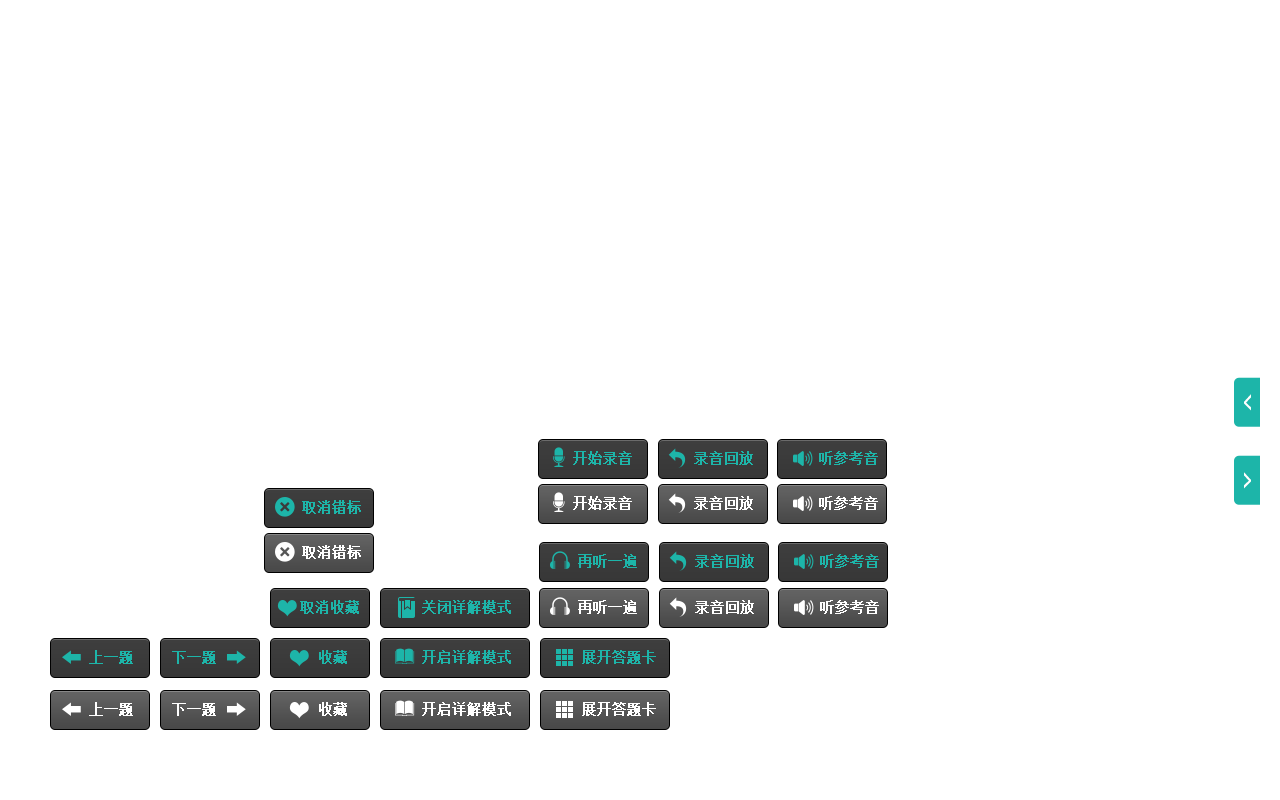 开始录音 录音回放 听参考音
开始录音 录音回放 听参考音
取消错标
取消错标
再听一遍 录音回放 听参考音
取消收藏 关闭详解模式 再听一遍 录音回放 听参考音
上一题 下一题 收藏 开启详解模式 展开答题卡
上一题 下一题 收藏 开启详解模式 展开答题卡